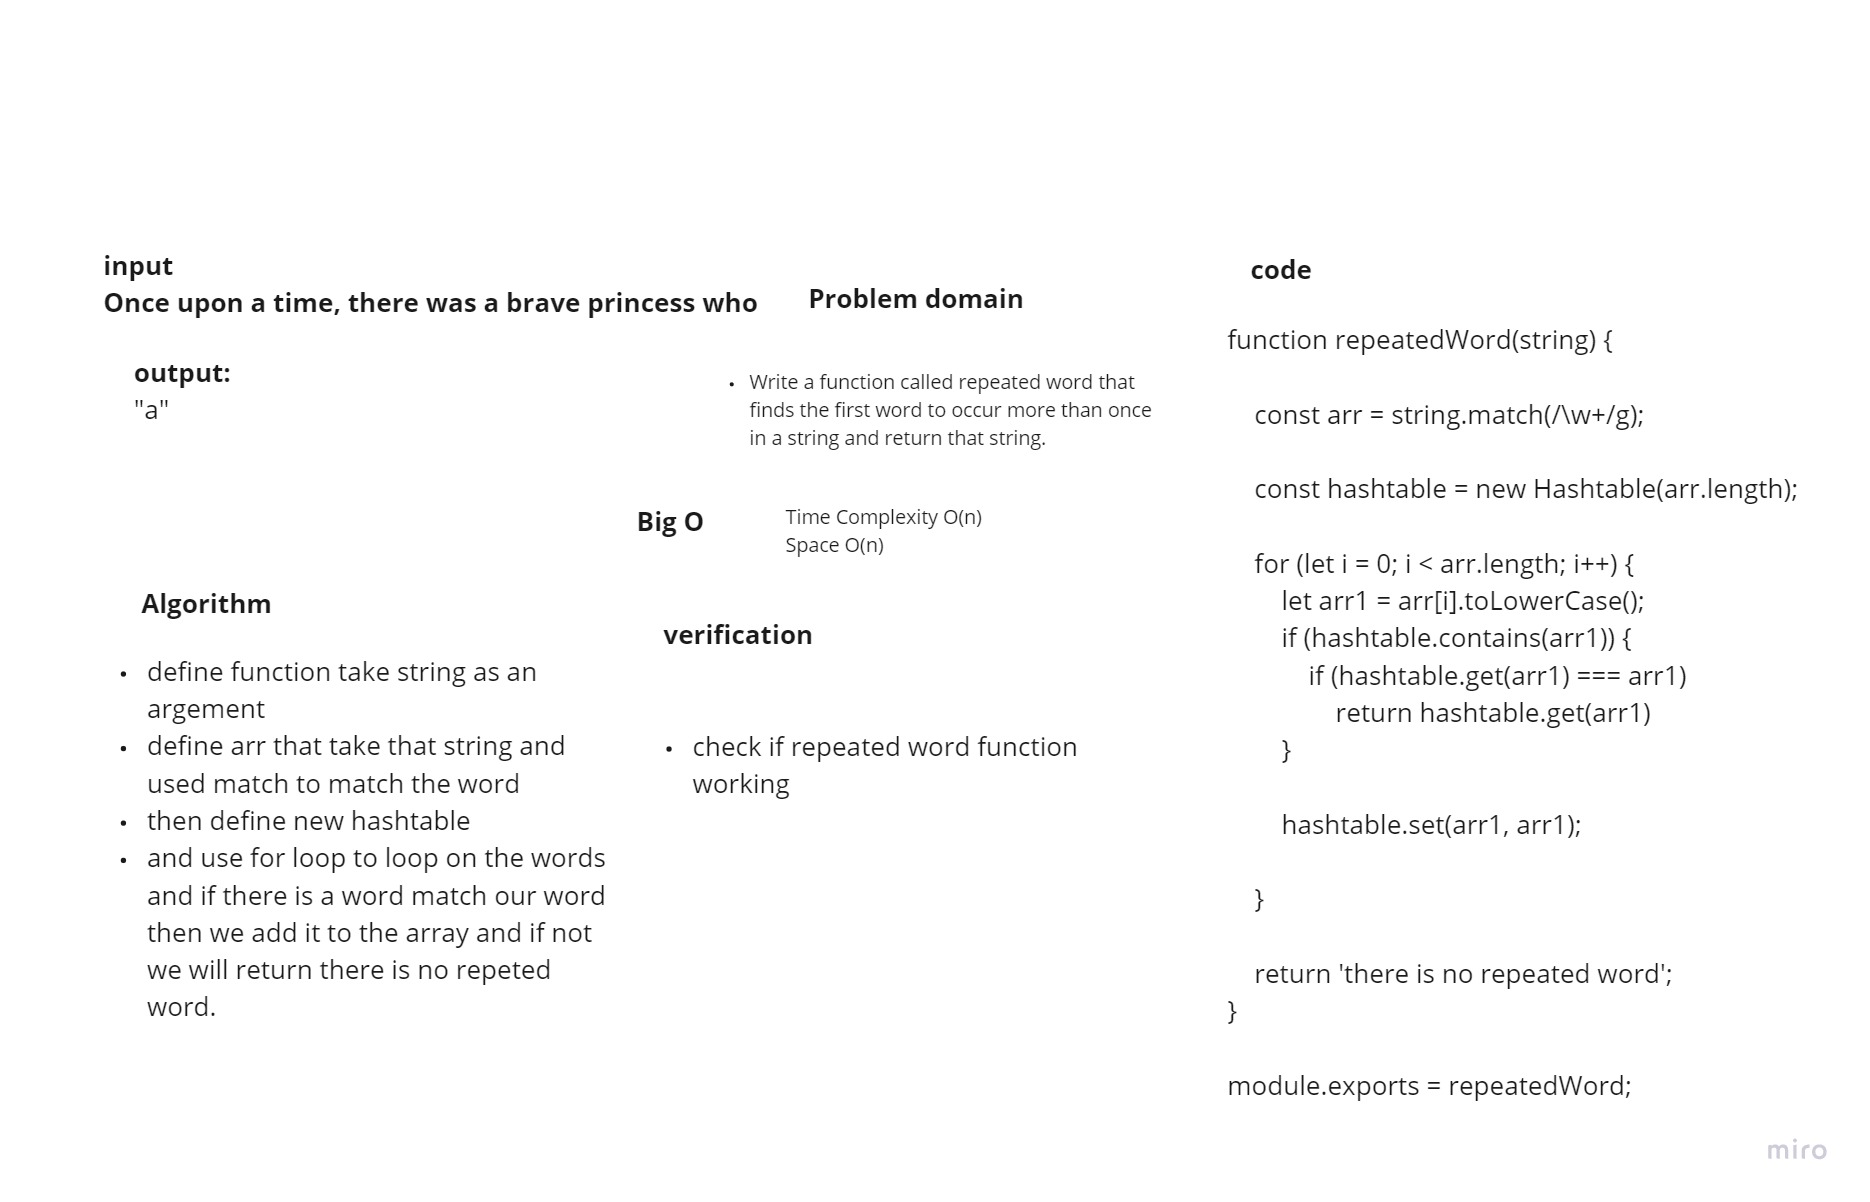 input
Once upon a time, there was a brave princess who
output:
"a"
Problem domain
• Write a function called repeated word that
finds the first word to occur more than once
in a string and return that string.
Big O
Time Complexity O(n)
Space O(n)
Algorithm
• define function take string as an
argement
• define arr that take that string and
used match to match the word
• then define new hashtable
• and use for loop to loop on the words
and if there is a word match our word
then we add it to the array and if not
we will return there is no repeted
word.
verification
• check if repeated word function
working
code
function repeatedWord(string) {
const arr = string.match(/\w+/g);
const hashtable = new Hashtable(arr.length);
for (let i = 0; i < arr.length; i++) {
let arr1 = arr[i].toLowerCase();
if (hashtable.contains(arr1)) {
if (hashtable.get(arr1) === arr1)
return hashtable.get(arr1)
}
hashtable.set(arr1, arr1);
}
return 'there is no repeated word';
}
module.exports = repeatedWord;
miro